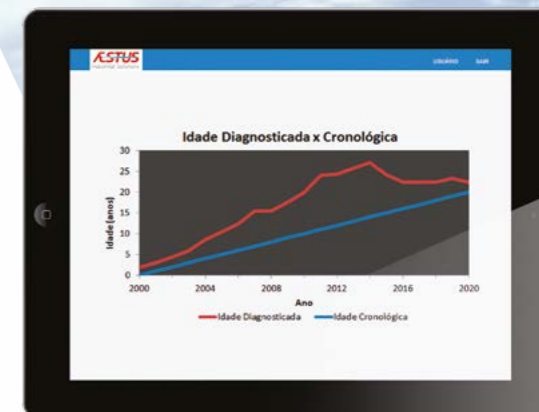 ÆSTUS
USUÁRIO SAIR
Idade Diagnosticada x Cronológica
30
25
20
15
10
5
0
Idade (anos)
2000 2004 2008 2012 2016 2020
Ano
Idade Diagnosticada Idade Cronológica